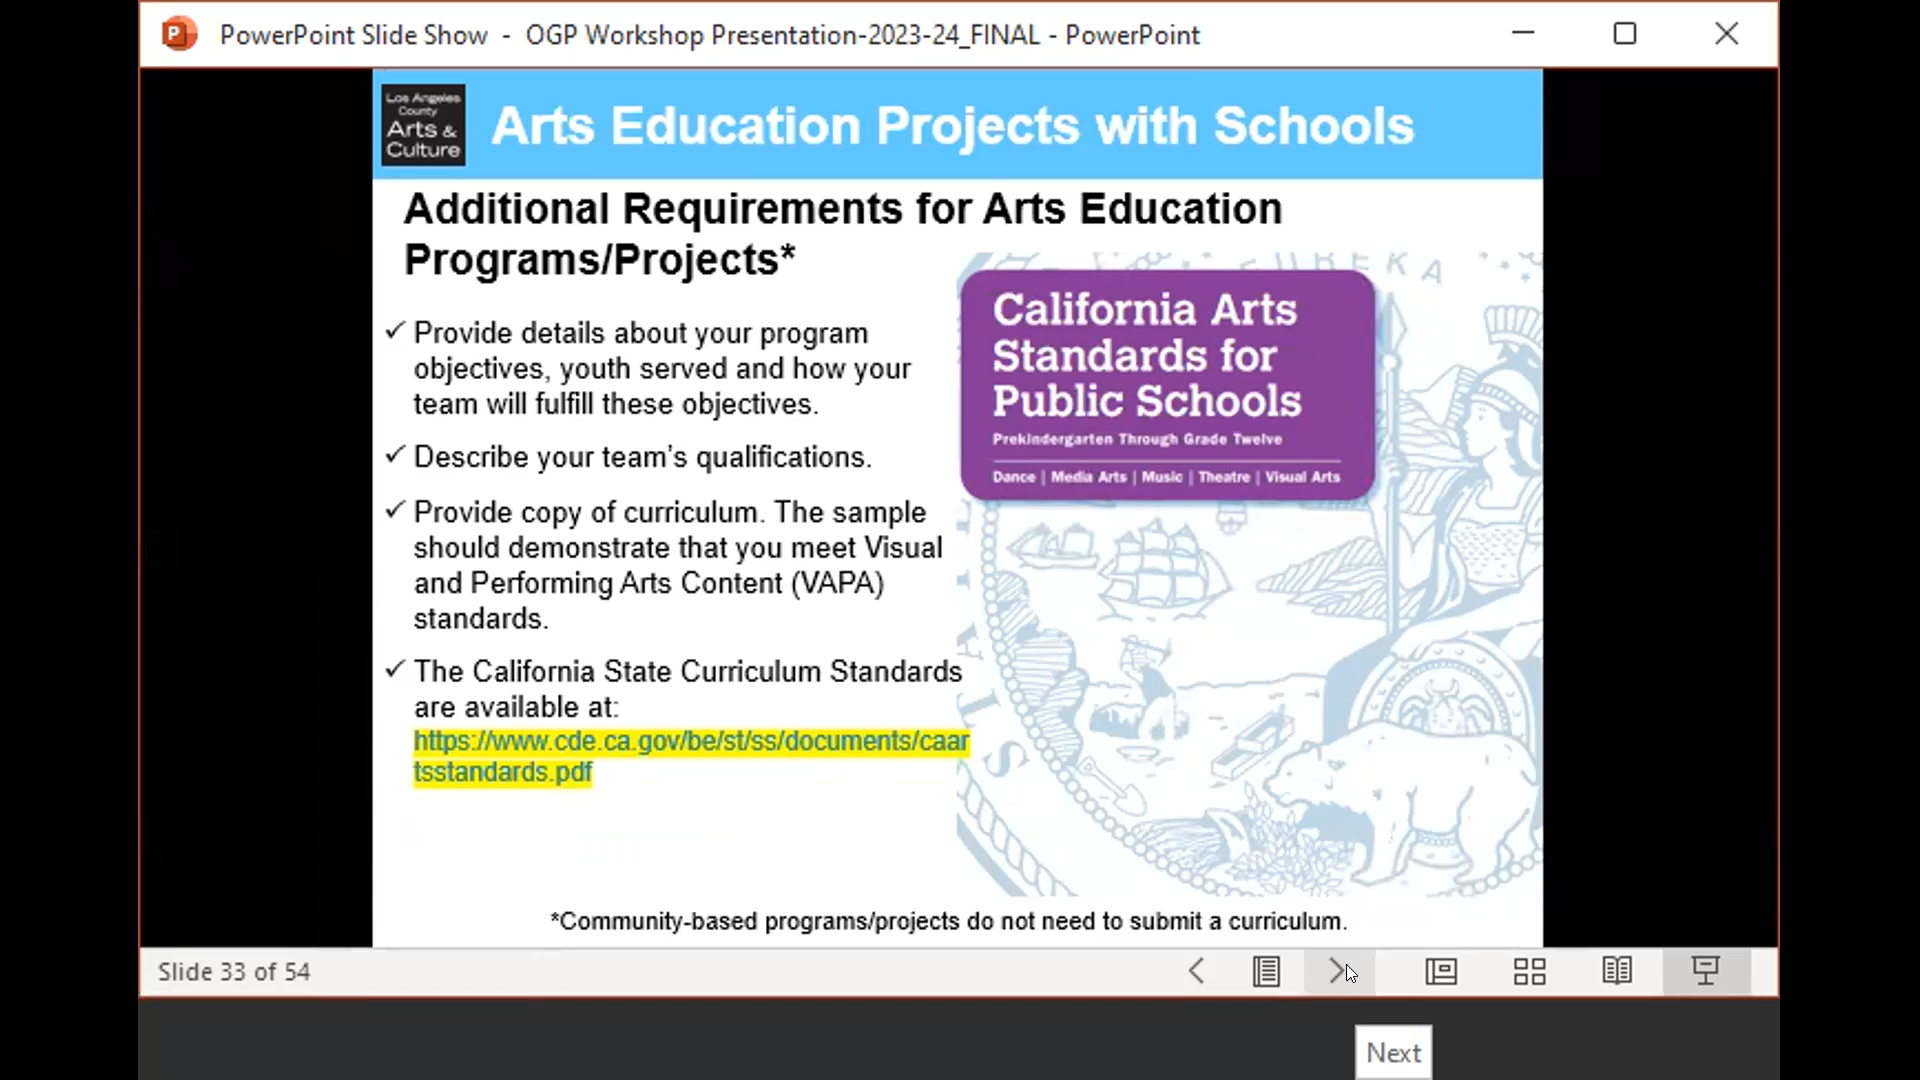 PowerPoint Slide Show - OGP Workshop Presentation-2023-24_FINAL - PowerPoint
Los Angeles
County
Arts &
Culture
Arts Education Projects with Schools
Additional Requirements for Arts Education
Programs/Projects*
✓ Provide details about your program
objectives, youth served and how your
team will fulfill these objectives.
✓ Describe your team's qualifications.
✓ Provide copy of curriculum. The sample
should demonstrate that you meet Visual
and Performing Arts Content (VAPA)
standards.
✓ The California State Curriculum Standards
are available at:
https://www.cde.ca.gov/be/st/ss/documents/caar
tsstandards.pdf
EUREKA
California Arts
Standards for
Public Schools
Prekindergarten Through Grade Twelve
Dance | Media Arts | Music | Theatre | Visual Arts
*Community-based programs/projects do not need to submit a curriculum.
Slide 33 of 54
Next